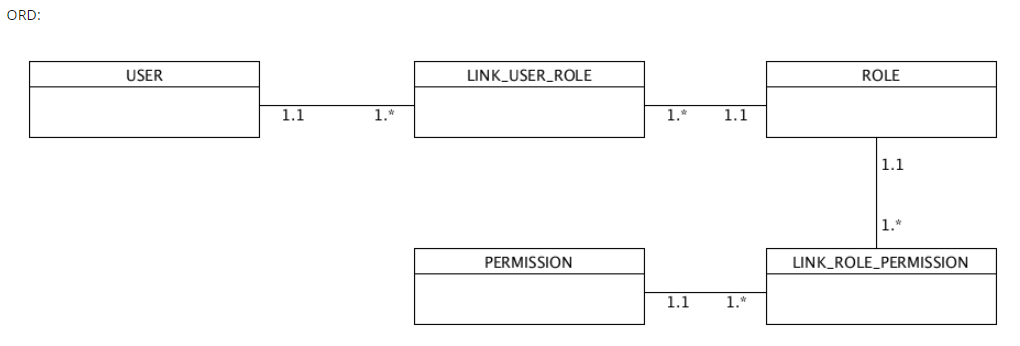 ORD:
USER
LINK_USER_ROLE
ROLE
1.1
1.*
1.*
1.1
1.1
1.*
PERMISSION
LINK_ROLE_PERMISSION
1.1
1.*